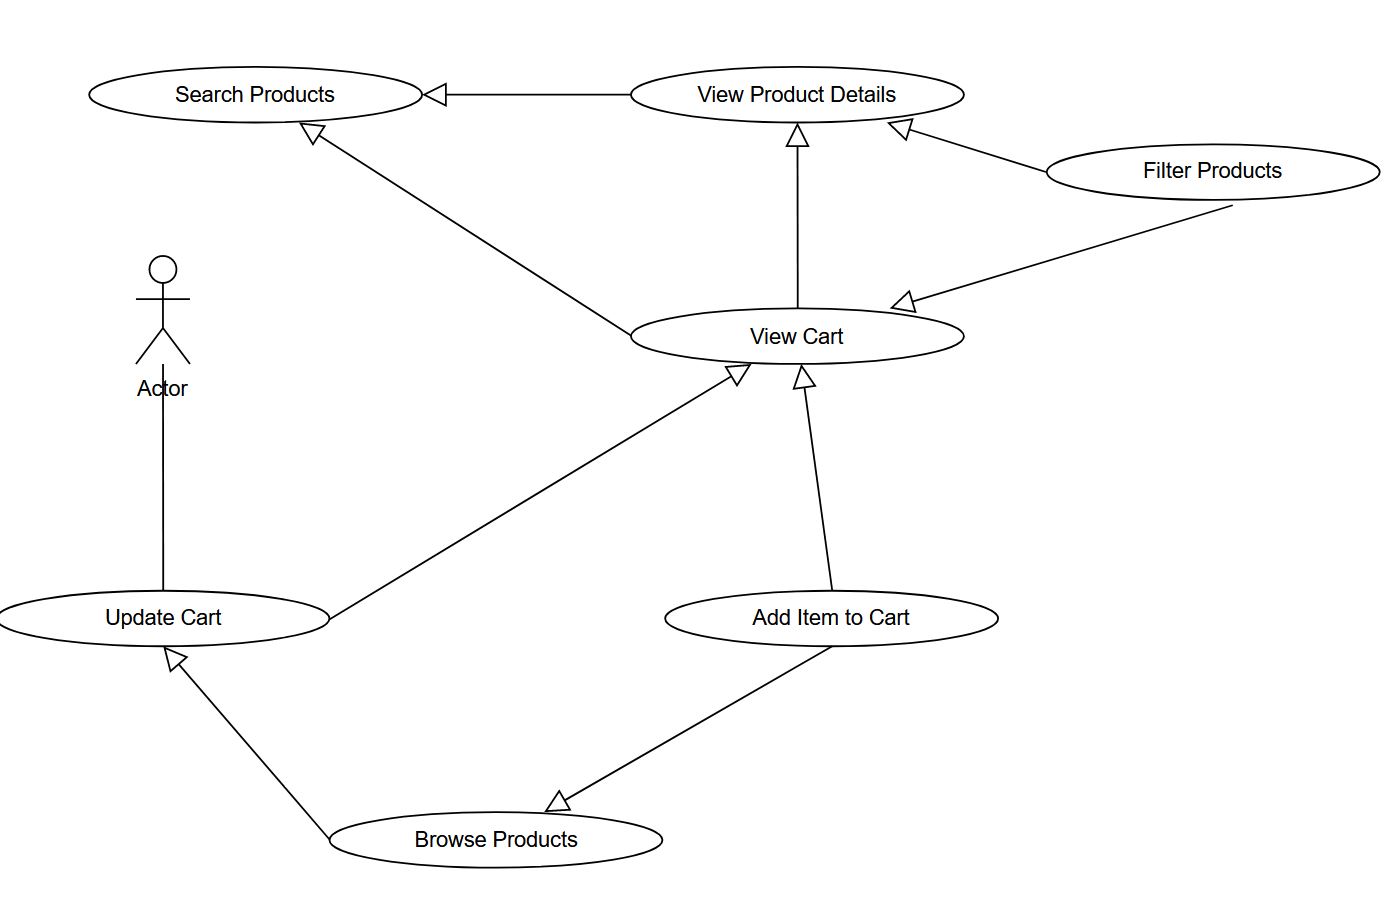 Search Products
View Product Details
Filter Products
View Cart
Actor
Update Cart
Add Item to Cart
Browse Products